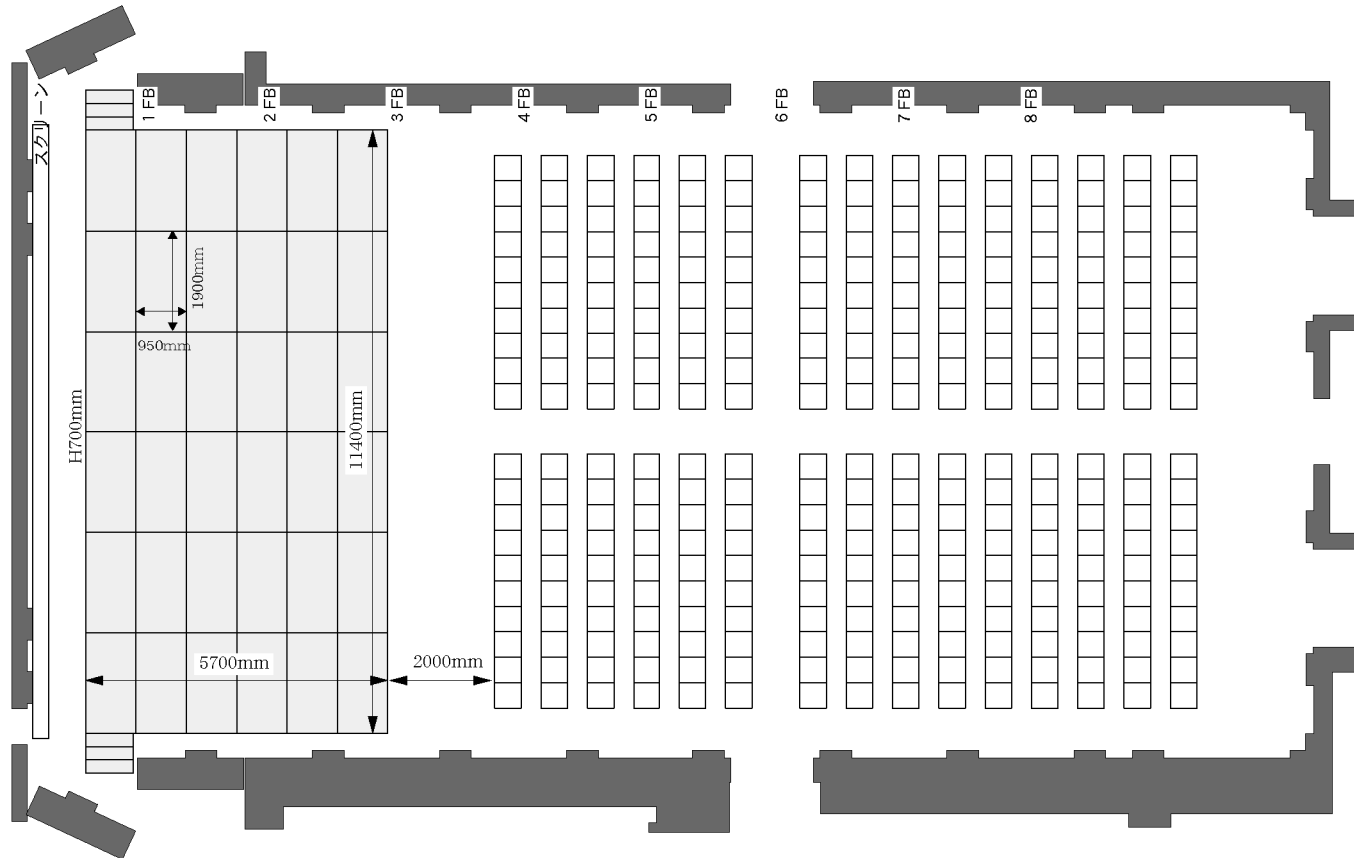 スクリーン
1 FB
2 FB
3 FB
4 FB
5 FB
6 FB
7 FB
8 FB
1900mm
950mm
H700mm
11400mm
5700mm
2000mm